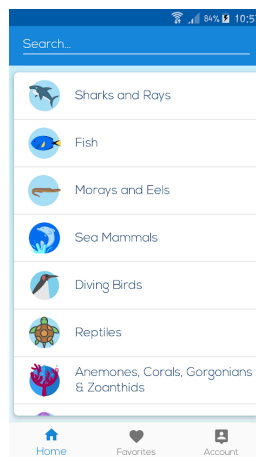 84% 10:5
Search...
Sharks and Rays
Fish
Morays and Eels
Sea Mammals
Diving Birds
Reptiles
Anemones, Corals, Gorgonians
& Zoanthids
Home Favorites Account